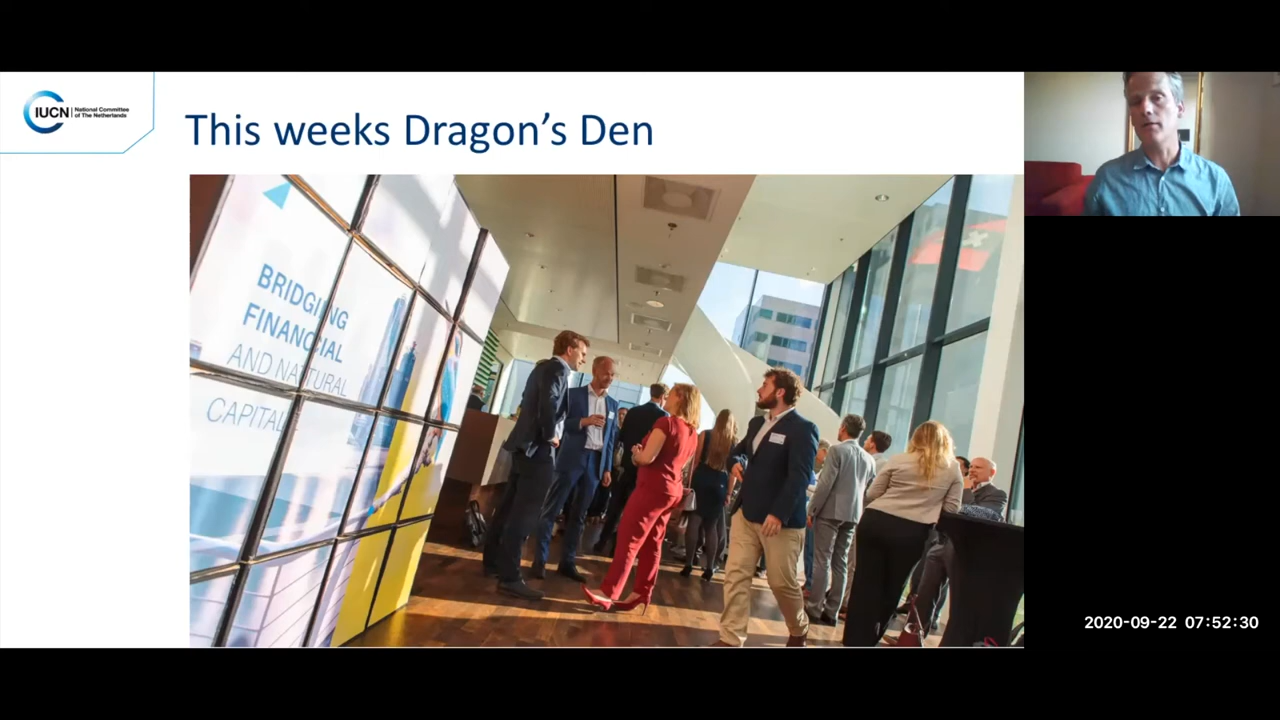 IUCN
National Committee
of The Netherlands
This weeks Dragon's Den
BRIDGING
FINANCIAL
AND NATURAL
CAPITAL
2020-09-22 07:52:30